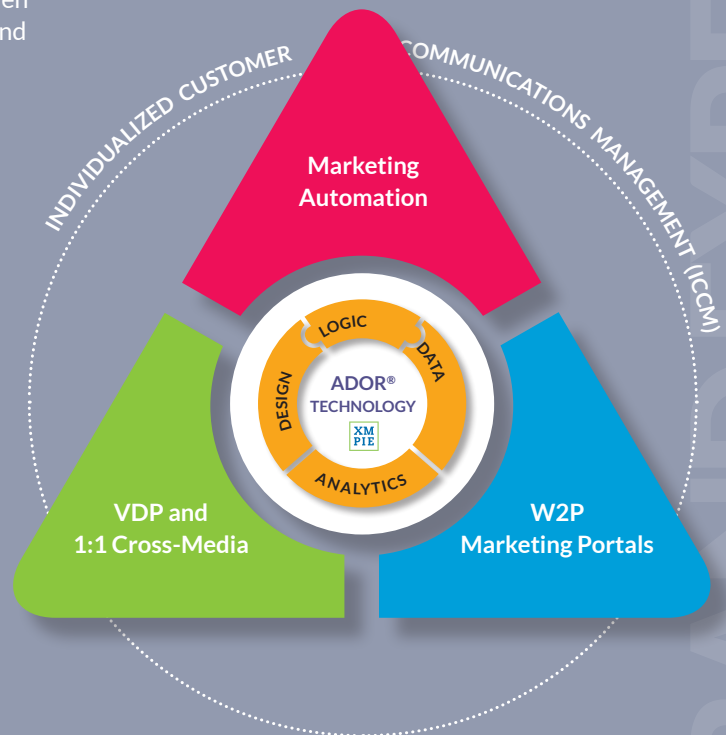 nd
INDIVIDUALIZED CUSTOMER COMMUNICATIONS MANAGEMENT (ICCM)
Marketing
Automation
LOGIC
DATA
DESIGN
ADOR®
TECHNOLOGY
XM
PIE
ANALYTICS
VDP and
1:1 Cross-Media
W2P
Marketing Portals